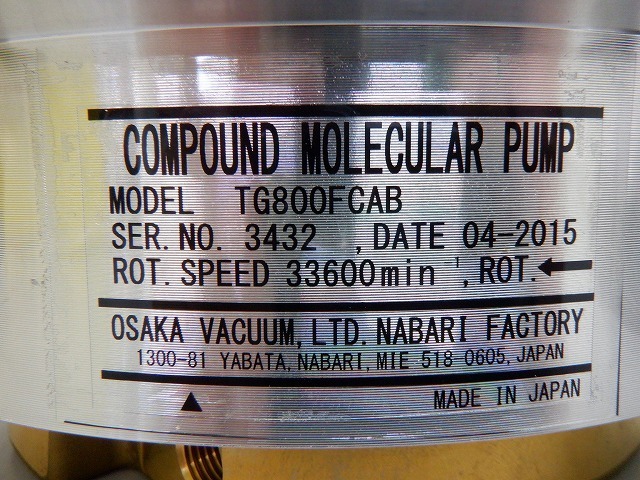 COMPOUND MOLECULAR PUMP
MODEL TG800FCAB
SER.NO. 3432 ,DATE 04-2015
ROT.SPEED 33600min⁻¹,ROT.←
OSAKA VACUUM,LTD.NABARI FACTORY
1300-81 YABATA,NABARI,MIE 518-0605,JAPAN
MADE IN JAPAN